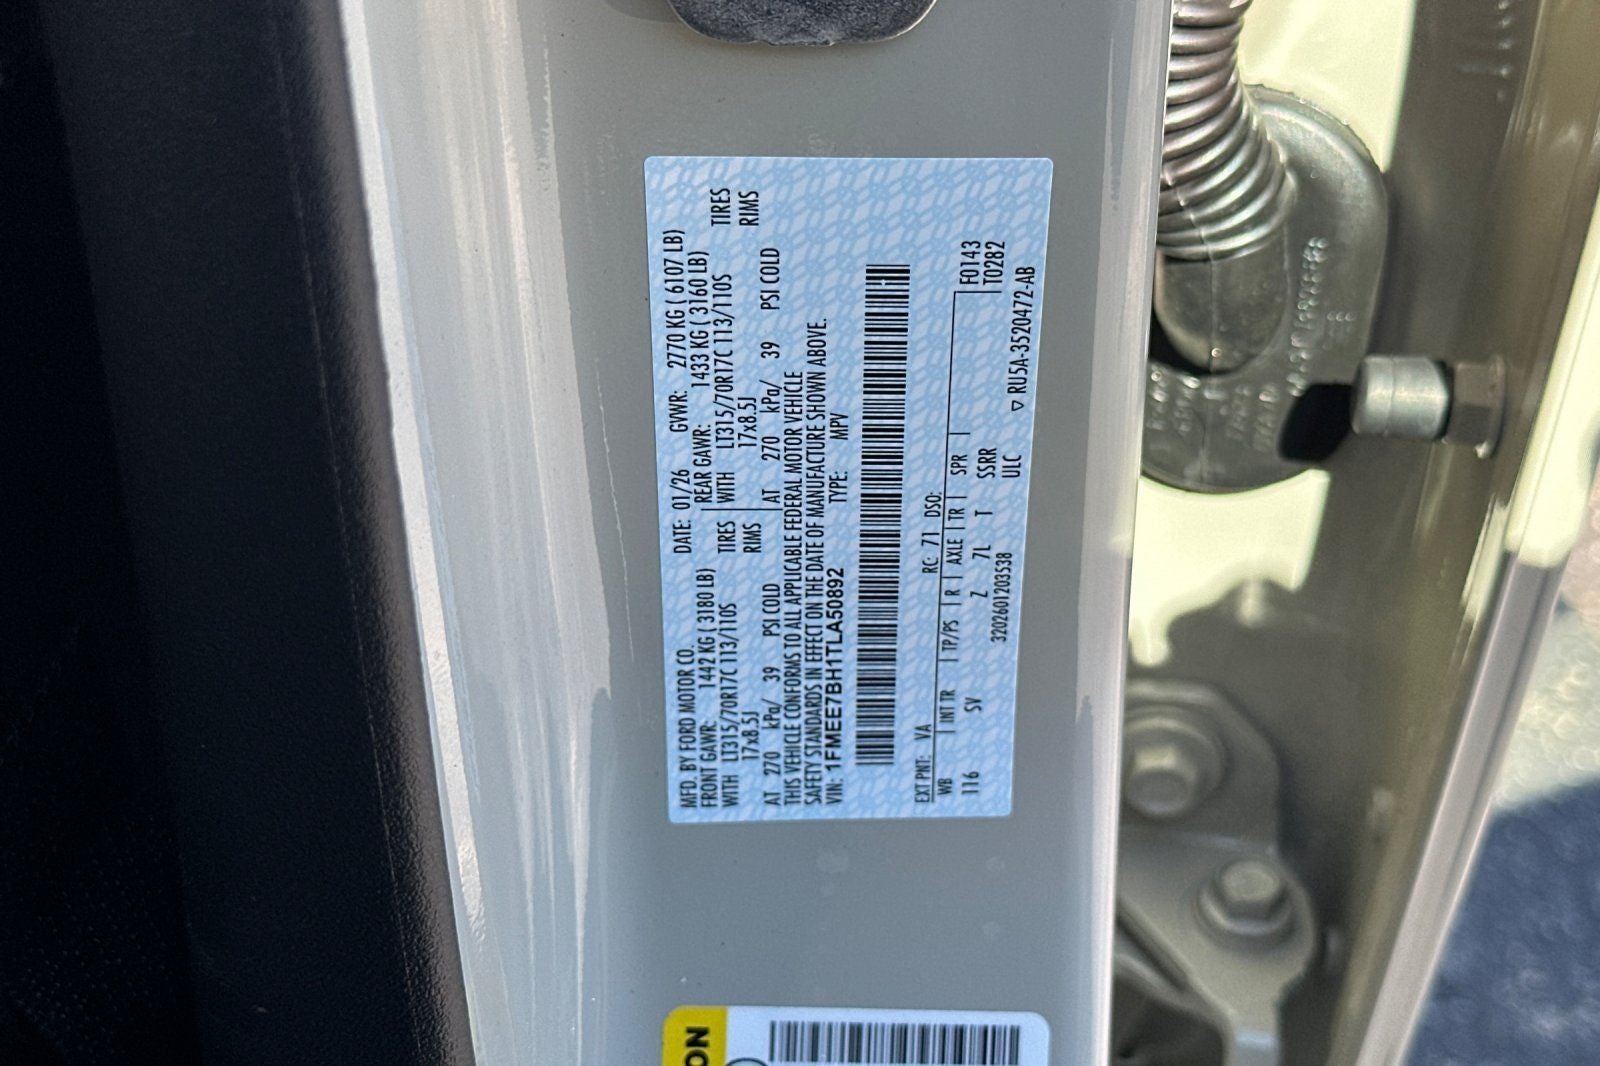 MFD. BY FORD MOTOR CO.
DATE: 01/26 GVWR: 2770 KG ( 6107 LB)
FRONT GAWR: 1442 KG ( 3180 LB)
REAR GAWR: 1433 KG ( 3160 LB)
WITH LT315/70R17C 113/110S TIRES
WITH LT315/70R17C 113/110S TIRES
17x8.5J RIMS
17x8.5J RIMS
AT 270 kPa/ 39 PSI COLD
AT 270 kPa/ 39 PSI COLD
THIS VEHICLE CONFORMS TO ALL APPLICABLE FEDERAL MOTOR VEHICLE
SAFETY STANDARDS IN EFFECT ON THE DATE OF MANUFACTURE SHOWN ABOVE.
VIN: 1FMEE7BH1TLA50892 TYPE: MPV
EXT PNT: VA RC: 71 DSO: F0143
WB | INT TR | TP/PS | R | AXLE | TR | SPR | T0282
116 SV Z 7L T SSRR
3202601203538 ULC ▽ RU5A-3520472-AB
ON